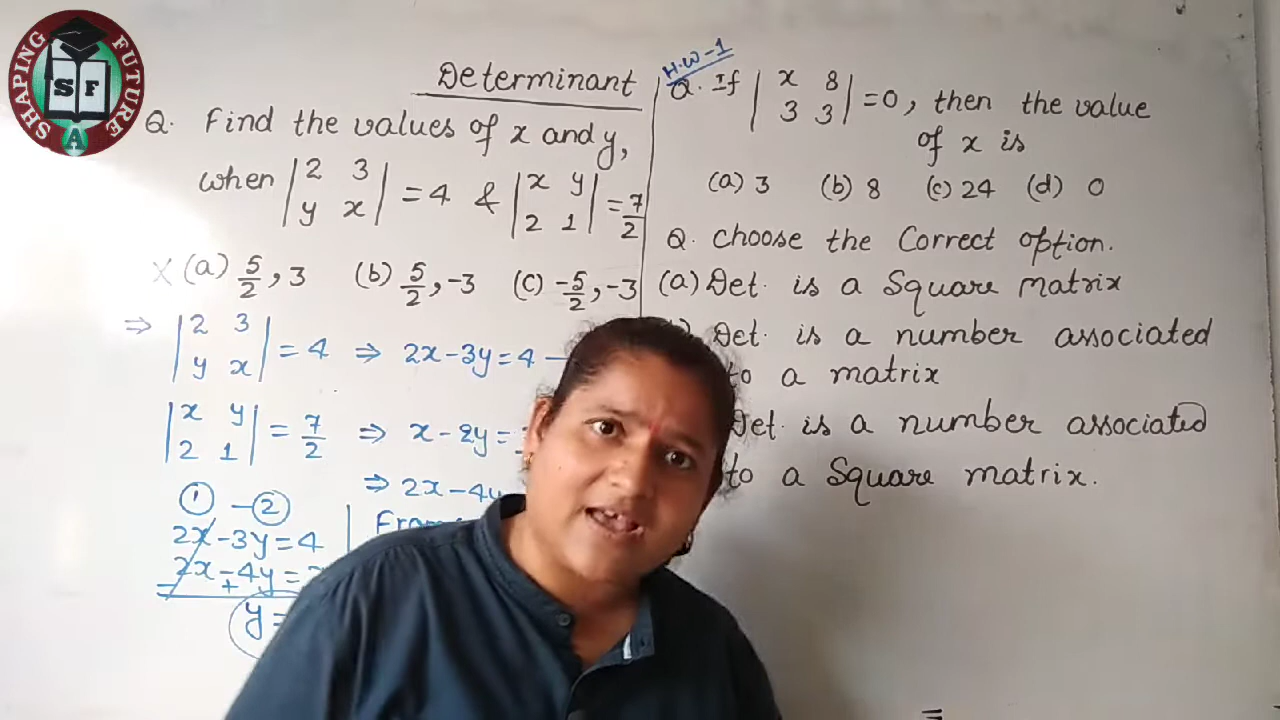 SHAPING FUTURE
S F
A
Determinant
Q. Find the values of x and y,
when |2 3| = 4 & |x y| = 7/2
|y x| |2 1|
X (a) 5/2, 3 (b) 5/2, -3 (c) -5/2, -3
⇒ |2 3| = 4 ⇒ 2x-3y=4 —
|y x|
|x y| = 7/2 ⇒ x-2y=
|2 1|
⇒ 2x-4y
① - ②
2x-3y=4
2x-4y=
- +
y=
From
H.W-1
Q. If |x 8| =0, then the value
|3 3|
of x is
(a) 3 (b) 8 (c) 24 (d) 0
Q. Choose the Correct option.
(a) Det. is a Square matrix
Det. is a number associated
to a matrix
Det. is a number associated
to a Square matrix.